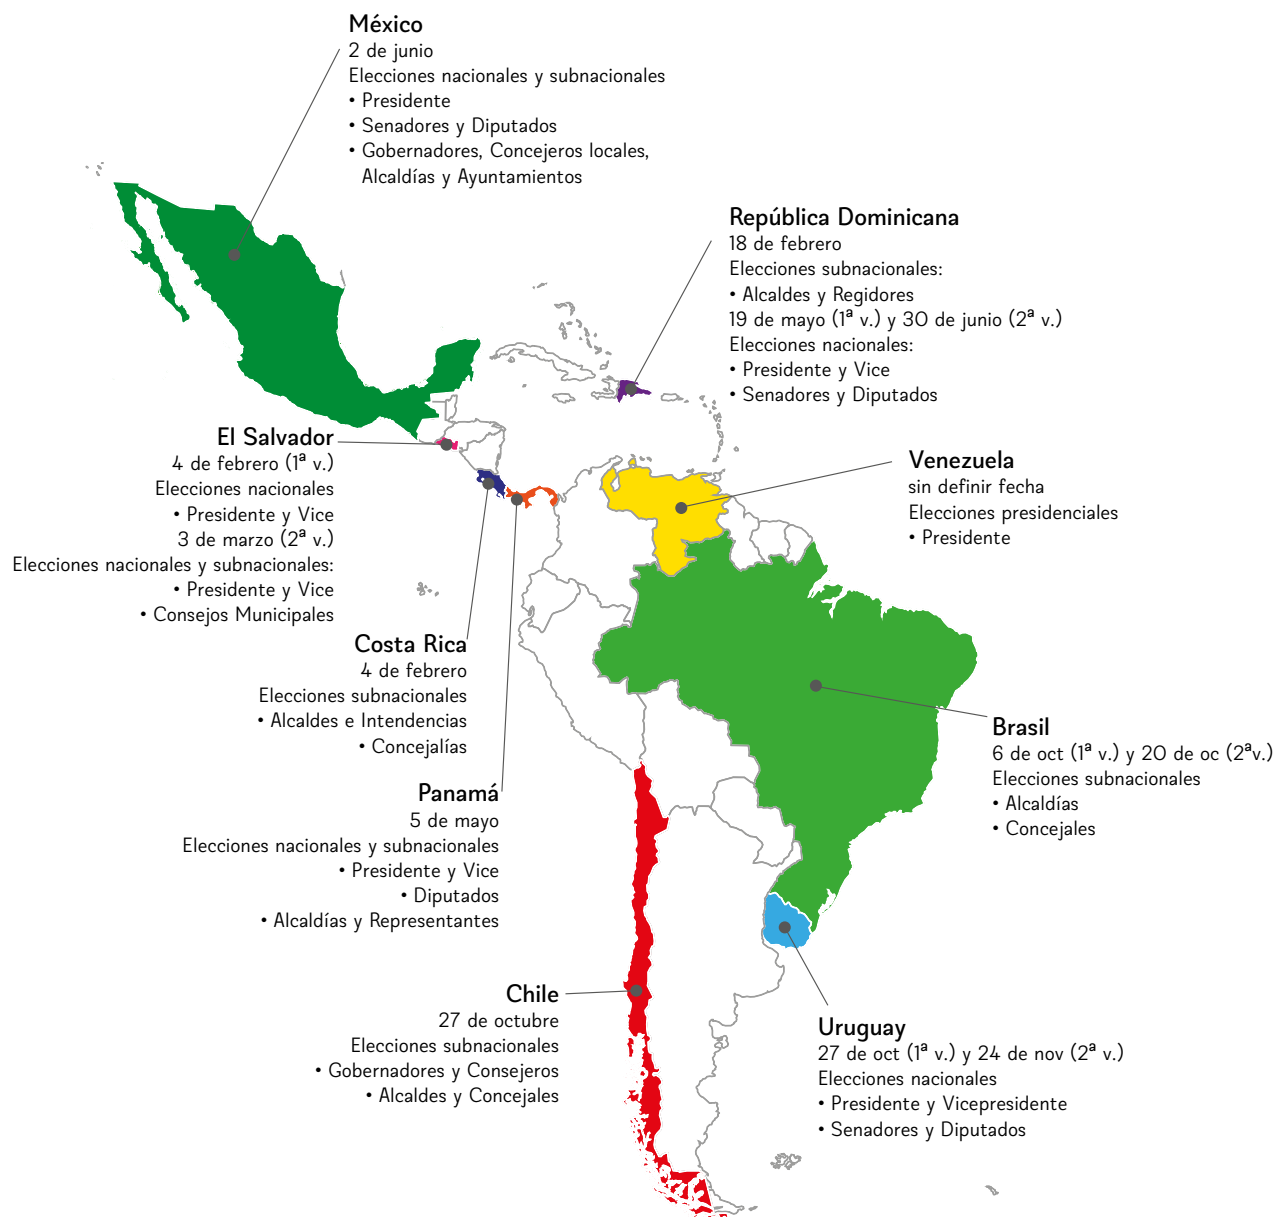 México
2 de junio
Elecciones nacionales y subnacionales
• Presidente
• Senadores y Diputados
• Gobernadores, Concejeros locales,
Alcaldías y Ayuntamientos
República Dominicana
18 de febrero
Elecciones subnacionales:
• Alcaldes y Regidores
19 de mayo (1ª v.) y 30 de junio (2ª v.)
Elecciones nacionales:
• Presidente y Vice
• Senadores y Diputados
El Salvador
4 de febrero (1ª v.)
Elecciones nacionales
• Presidente y Vice
3 de marzo (2ª v.)
Elecciones nacionales y subnacionales:
• Presidente y Vice
• Consejos Municipales
Venezuela
sin definir fecha
Elecciones presidenciales
• Presidente
Costa Rica
4 de febrero
Elecciones subnacionales
• Alcaldes e Intendencias
• Concejalías
Brasil
6 de oct (1ª v.) y 20 de oc (2ªv.)
Elecciones subnacionales
• Alcaldías
• Concejales
Panamá
5 de mayo
Elecciones nacionales y subnacionales
• Presidente y Vice
• Diputados
• Alcaldías y Representantes
Chile
27 de octubre
Elecciones subnacionales
• Gobernadores y Consejeros
• Alcaldes y Concejales
Uruguay
27 de oct (1ª v.) y 24 de nov (2ª v.)
Elecciones nacionales
• Presidente y Vicepresidente
• Senadores y Diputados